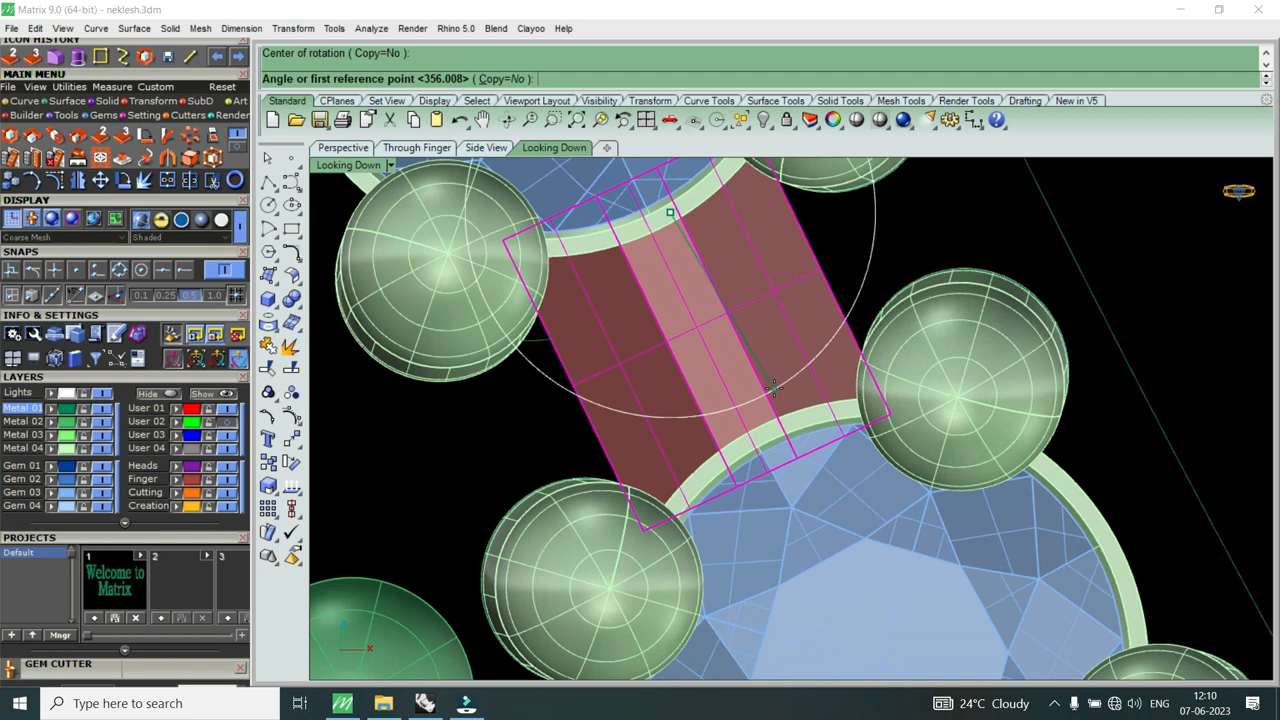 Matrix 9.0 (64-bit) - neklesh.3dm
File Edit View Curve Surface Solid Mesh Dimension Transform Tools Analyze Render Rhino 5.0 Blend Clayoo Help
ICON HISTORY
Center of rotation ( Copy=No ):
Angle or first reference point <356.008> ( Copy=No ):
MAIN MENU
File View Utilities Measure Custom Reset
Curve Surface Solid Transform SubD Art
Builder Tools Gems Setting Cutters Render
Standard CPlanes Set View Display Select Viewport Layout Visibility Transform Curve Tools Surface Tools Solid Tools Mesh Tools Render Tools Drafting New in V5
Perspective Through Finger Side View Looking Down
Looking Down
DISPLAY
Coarse Mesh Shaded
SNAPS
0.1 0.25 0.5 1.0
INFO & SETTINGS
LAYERS
Lights Hide Show
Metal 01 User 01
Metal 02 User 02
Metal 03 User 03
Metal 04 User 04
Gem 01 Heads
Gem 02 Finger
Gem 03 Cutting
Gem 04 Creation
PROJECTS
Default
1 2 3
Welcome to
Matrix
Mngr
GEM CUTTER
x
Type here to search
24°C Cloudy
ENG
12:10
07-06-2023